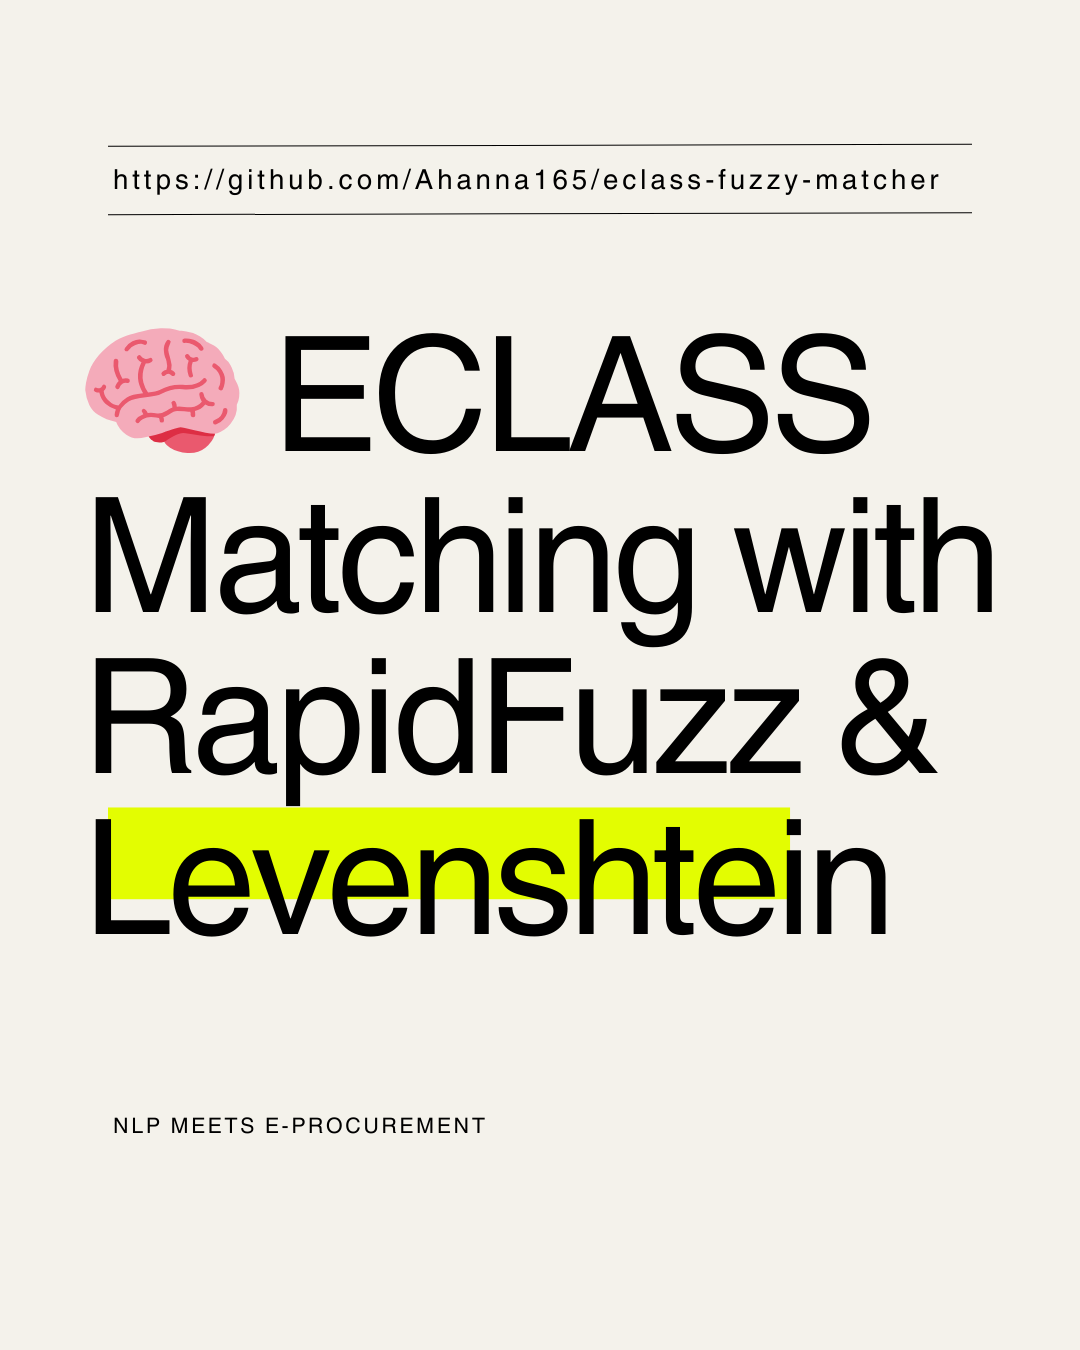 https://github.com/Ahanna165/eclass-fuzzy-matcher
ECLASS
Matching with
RapidFuzz &
Levenshtein
NLP MEETS E-PROCUREMENT